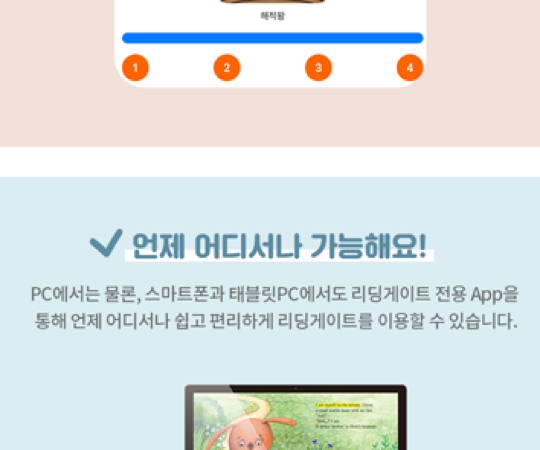 해적왕
1 2 3 4
언제 어디서나 가능해요!
PC에서는 물론, 스마트폰과 태블릿PC에서도 리딩게이트 전용 App을
통해 언제 어디서나 쉽고 편리하게 리딩게이트를 이용할 수 있습니다.